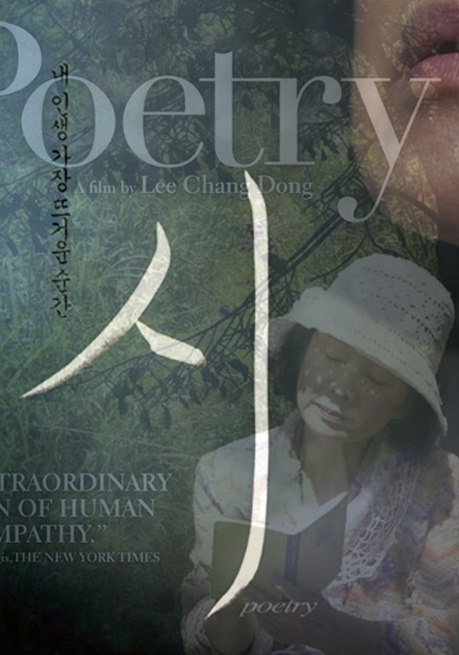 Poetry
A film by Lee Chang Dong
내 인생 가장 뜨거운 순간
시
TRAORDINARY
N OF HUMAN
MPATHY."
is, THE NEW YORK TIMES
poetry